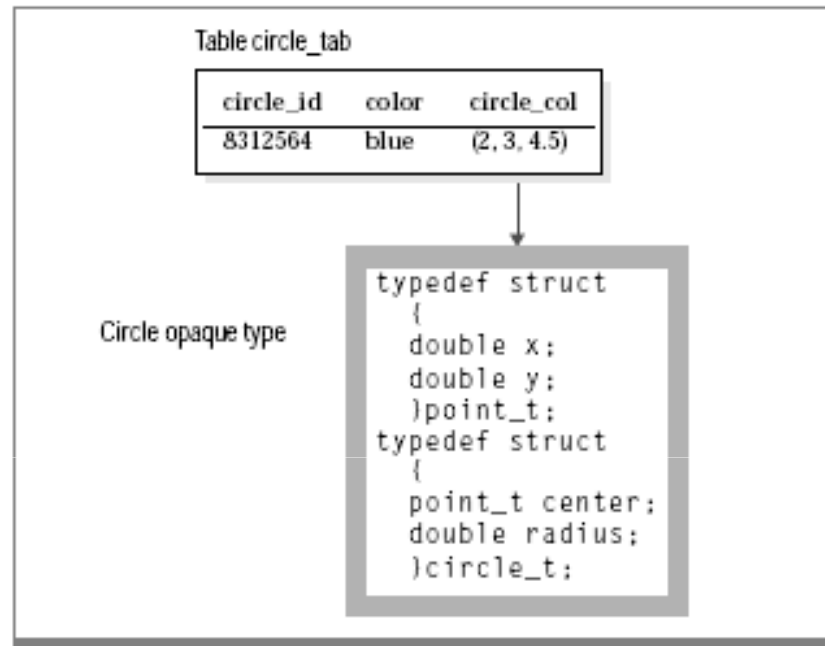 Table circle_tab
circle_id color circle_col
8312564 blue (2, 3, 4.5)
Circle opaque type
typedef struct
{
double x;
double y;
}point_t;
typedef struct
{
point_t center;
double radius;
}circle_t;